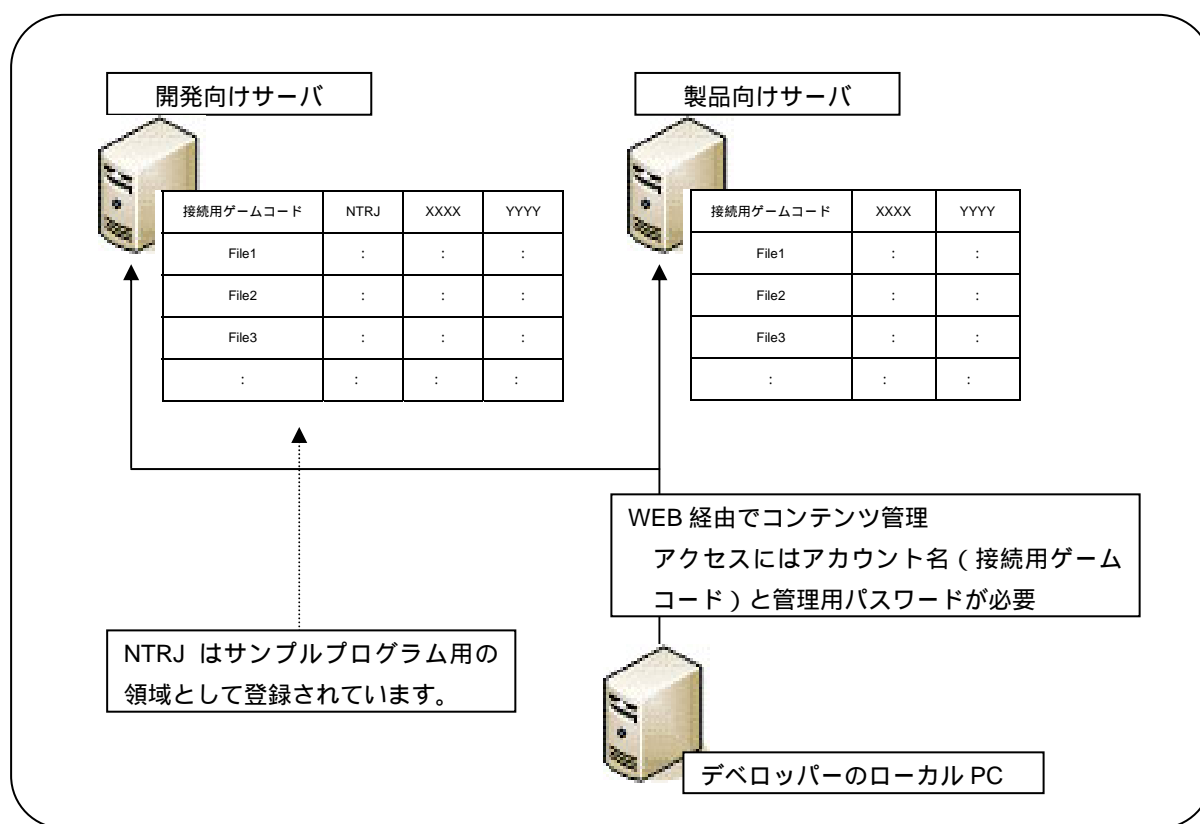 開発向けサーバ
製品向けサーバ
接続用ゲームコード NTRJ XXXX YYYY
File1 : : :
File2 : : :
File3 : : :
: : : :
接続用ゲームコード XXXX YYYY
File1 : :
File2 : :
File3 : :
: : :
WEB 経由でコンテンツ管理
アクセスにはアカウント名(接続用ゲーム
コード)と管理用パスワードが必要
NTRJ はサンプルプログラム用の
領域として登録されています。
デベロッパーのローカル PC